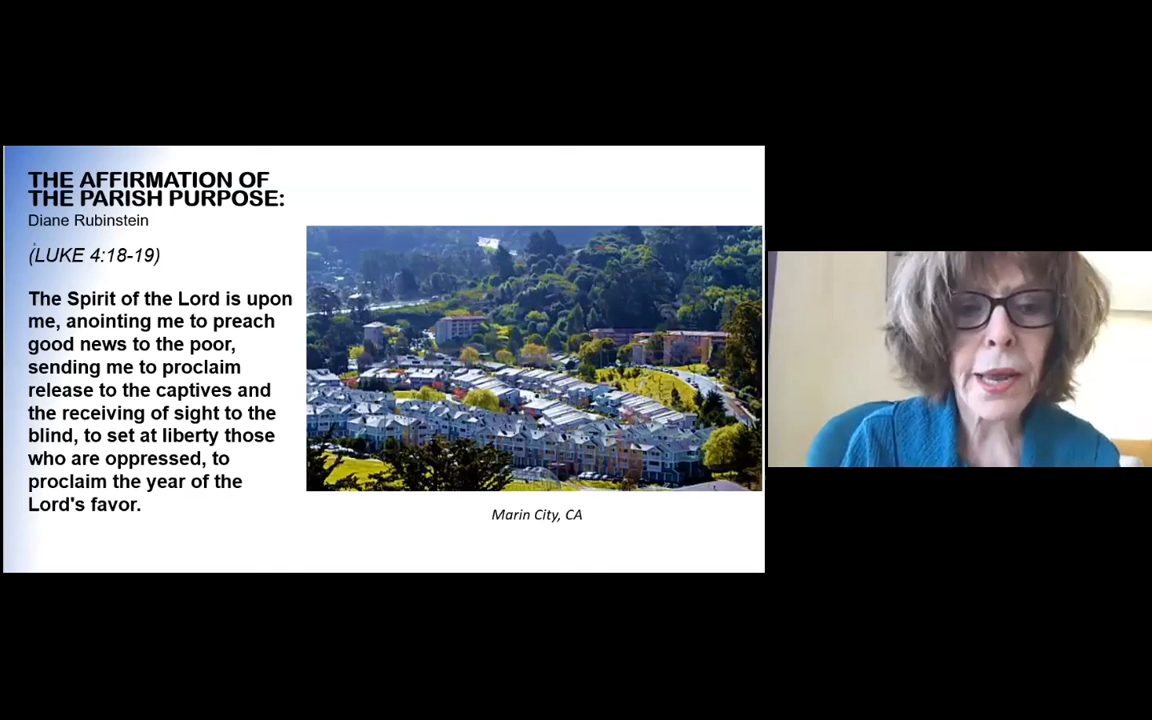 THE AFFIRMATION OF
THE PARISH PURPOSE:
Diane Rubinstein
(LUKE 4:18-19)
The Spirit of the Lord is upon
me, anointing me to preach
good news to the poor,
sending me to proclaim
release to the captives and
the receiving of sight to the
blind, to set at liberty those
who are oppressed, to
proclaim the year of the
Lord's favor.
Marin City, CA